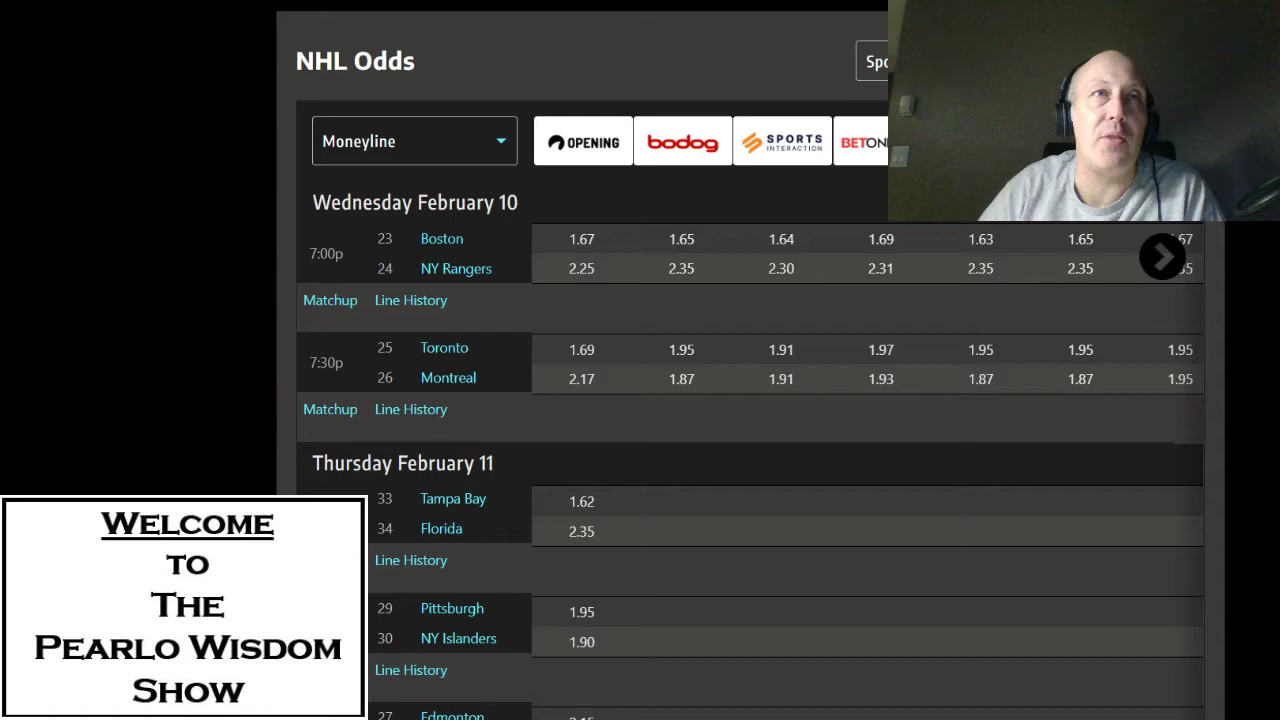 NHL Odds
Spo
Moneyline
OPENING
bodog
SPORTS
INTERACTION
BETON
Wednesday February 10
7:00p
23 Boston 1.67 1.65 1.64 1.69 1.63 1.65 67
24 NY Rangers 2.25 2.35 2.30 2.31 2.35 2.35
Matchup Line History
7:30p
25 Toronto 1.69 1.95 1.91 1.97 1.95 1.95 1.95
26 Montreal 2.17 1.87 1.91 1.93 1.87 1.87 1.95
Matchup Line History
Thursday February 11
33 Tampa Bay 1.62
34 Florida 2.35
Line History
29 Pittsburgh 1.95
30 NY Islanders 1.90
Line History
27 Edmonton 2.15
Welcome
to
The
Pearlo Wisdom
Show